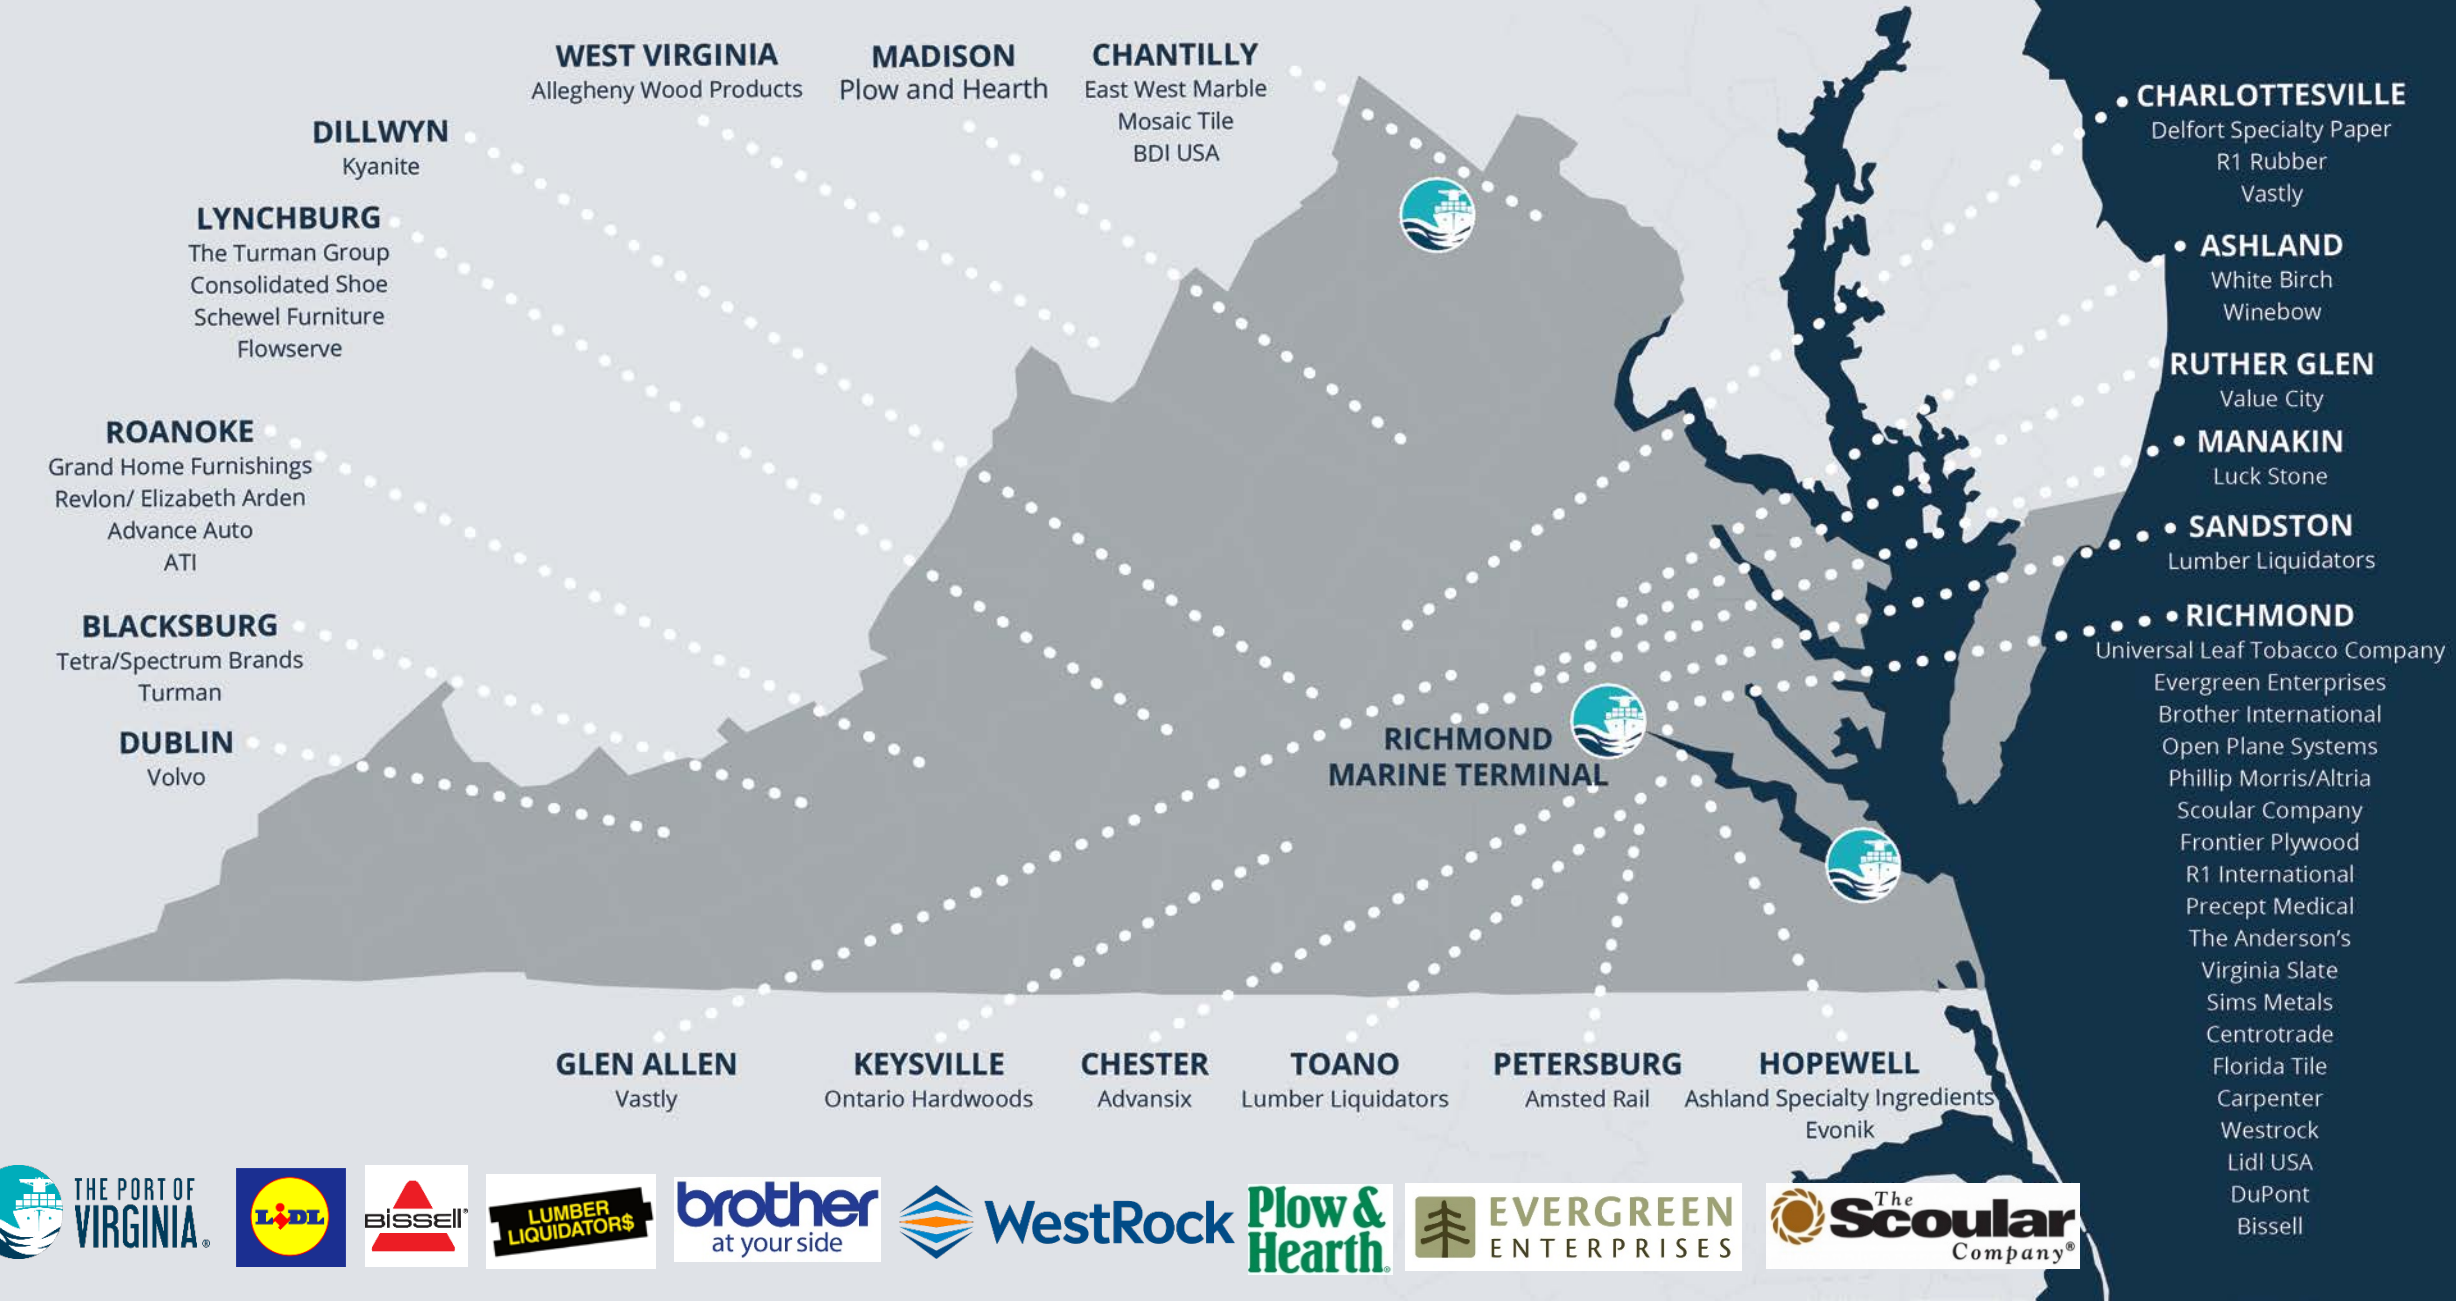 WEST VIRGINIA
Allegheny Wood Products
MADISON
Plow and Hearth
CHANTILLY
East West Marble
Mosaic Tile
BDI USA
DILLWYN
Kyanite
LYNCHBURG
The Turman Group
Consolidated Shoe
Schewel Furniture
Flowserve
ROANOKE
Grand Home Furnishings
Revlon/ Elizabeth Arden
Advance Auto
ATI
BLACKSBURG
Tetra/Spectrum Brands
Turman
DUBLIN
Volvo
CHARLOTTESVILLE
Delfort Specialty Paper
R1 Rubber
Vastly
ASHLAND
White Birch
Winebow
RUTHER GLEN
Value City
MANAKIN
Luck Stone
SANDSTON
Lumber Liquidators
RICHMOND
Universal Leaf Tobacco Company
Evergreen Enterprises
Brother International
Open Plane Systems
Phillip Morris/Altria
Scoular Company
Frontier Plywood
R1 International
Precept Medical
The Anderson's
Virginia Slate
Sims Metals
Centrotrade
Florida Tile
Carpenter
Westrock
Lidl USA
DuPont
Bissell
RICHMOND
MARINE TERMINAL
GLEN ALLEN
Vastly
KEYSVILLE
Ontario Hardwoods
CHESTER
Advansix
TOANO
Lumber Liquidators
PETERSBURG
Amsted Rail
HOPEWELL
Ashland Specialty Ingredients
Evonik
THE PORT OF
VIRGINIA®
LiDL
BISSELL®
LUMBER
LIQUIDATOR$
brother
at your side
WestRock
Plow &
Hearth®
EVERGREEN
ENTERPRISES
The
Scoular
Company®